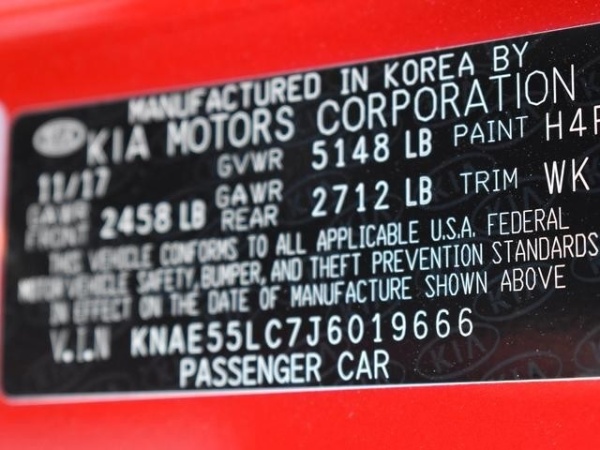 MANUFACTURED IN KOREA BY
KIA MOTORS CORPORATION
11/17 GVWR 5148 LB PAINT H4R
GAWR FRONT 2458 LB GAWR REAR 2712 LB TRIM WK
THIS VEHICLE CONFORMS TO ALL APPLICABLE U.S.A. FEDERAL
MOTOR VEHICLE SAFETY, BUMPER, AND THEFT PREVENTION STANDARDS
IN EFFECT ON THE DATE OF MANUFACTURE SHOWN ABOVE
V.I.N KNAE55LC7J6019666
PASSENGER CAR